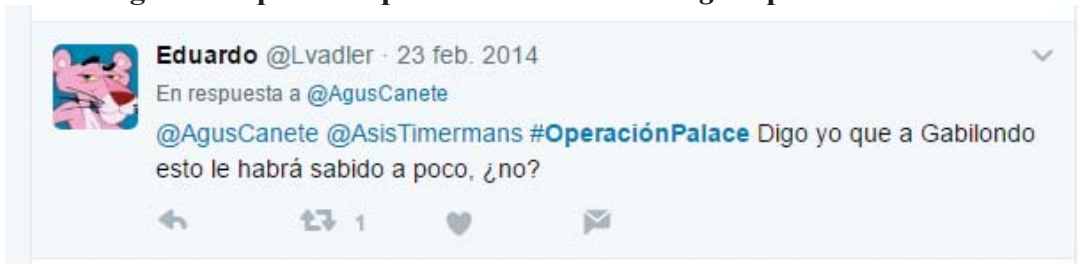 Eduardo @Lvadler · 23 feb. 2014
En respuesta a @AgusCanete
@AgusCanete @AsisTimermans #OperaciónPalace Digo yo que a Gabilondo
esto le habrá sabido a poco, ¿no?
1